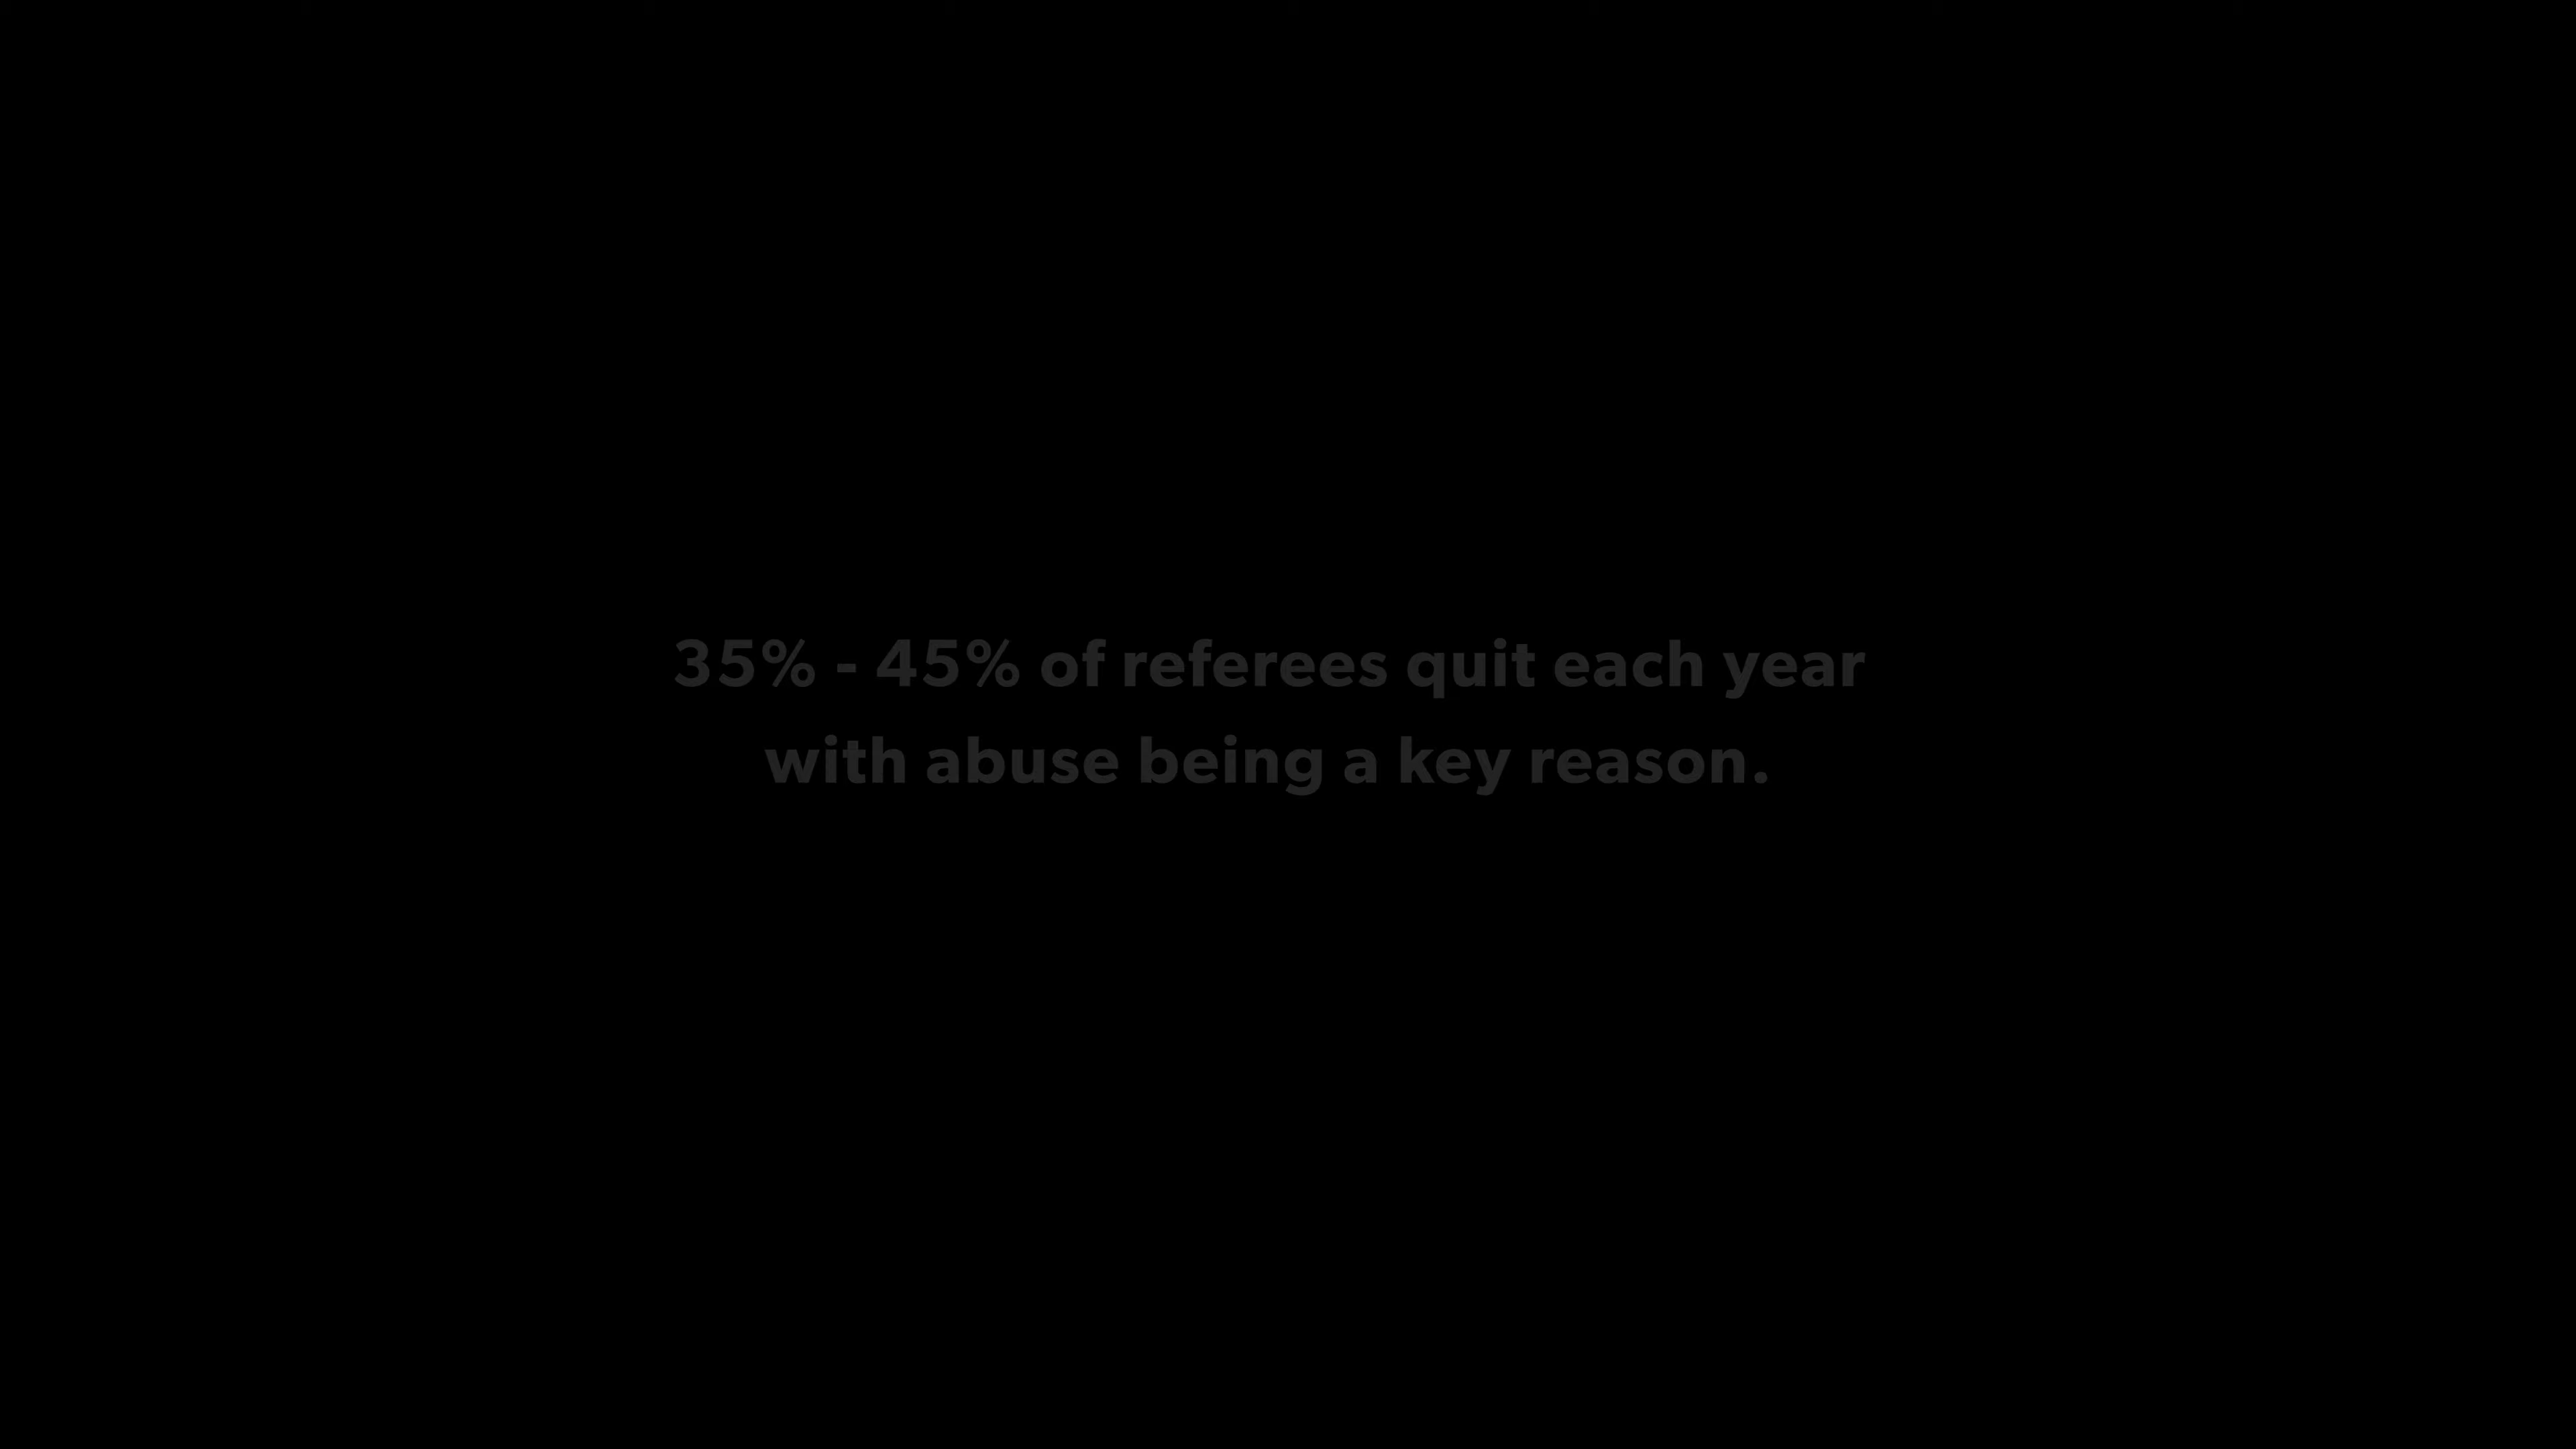 35% - 45% of referees quit each year
with abuse being a key reason.